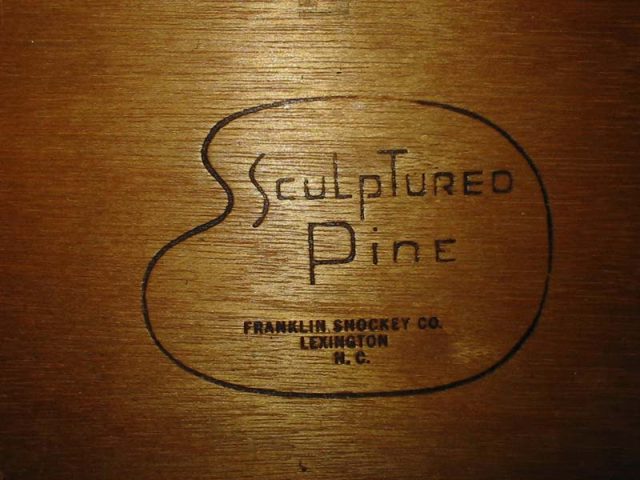 SculpTURED
Pine
FRANKLIN SHOCKEY CO.
LEXINGTON
N. C.